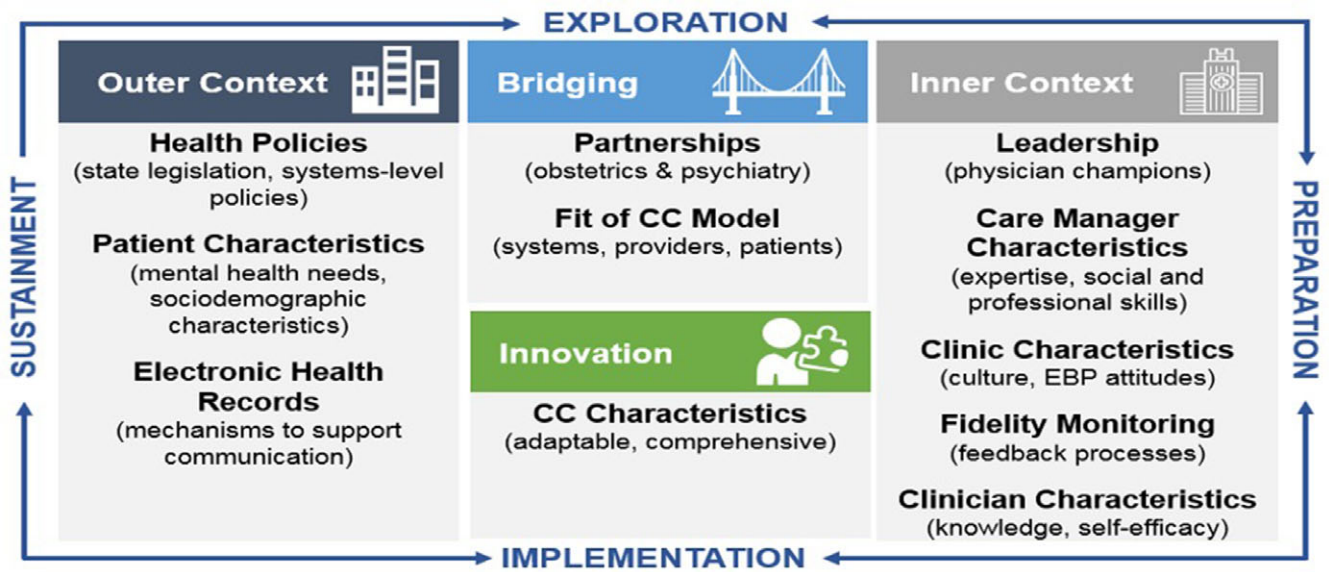 EXPLORATION
Outer Context
Health Policies
(state legislation, systems-level
policies)
Patient Characteristics
(mental health needs,
sociodemographic
characteristics)
Electronic Health
Records
(mechanisms to support
communication)
Bridging
Partnerships
(obstetrics & psychiatry)
Fit of CC Model
(systems, providers, patients)
Innovation
CC Characteristics
(adaptable, comprehensive)
Inner Context
Leadership
(physician champions)
Care Manager
Characteristics
(expertise, social and
professional skills)
Clinic Characteristics
(culture, EBP attitudes)
Fidelity Monitoring
(feedback processes)
Clinician Characteristics
(knowledge, self-efficacy)
PREPARATION
IMPLEMENTATION
SUSTAINMENT